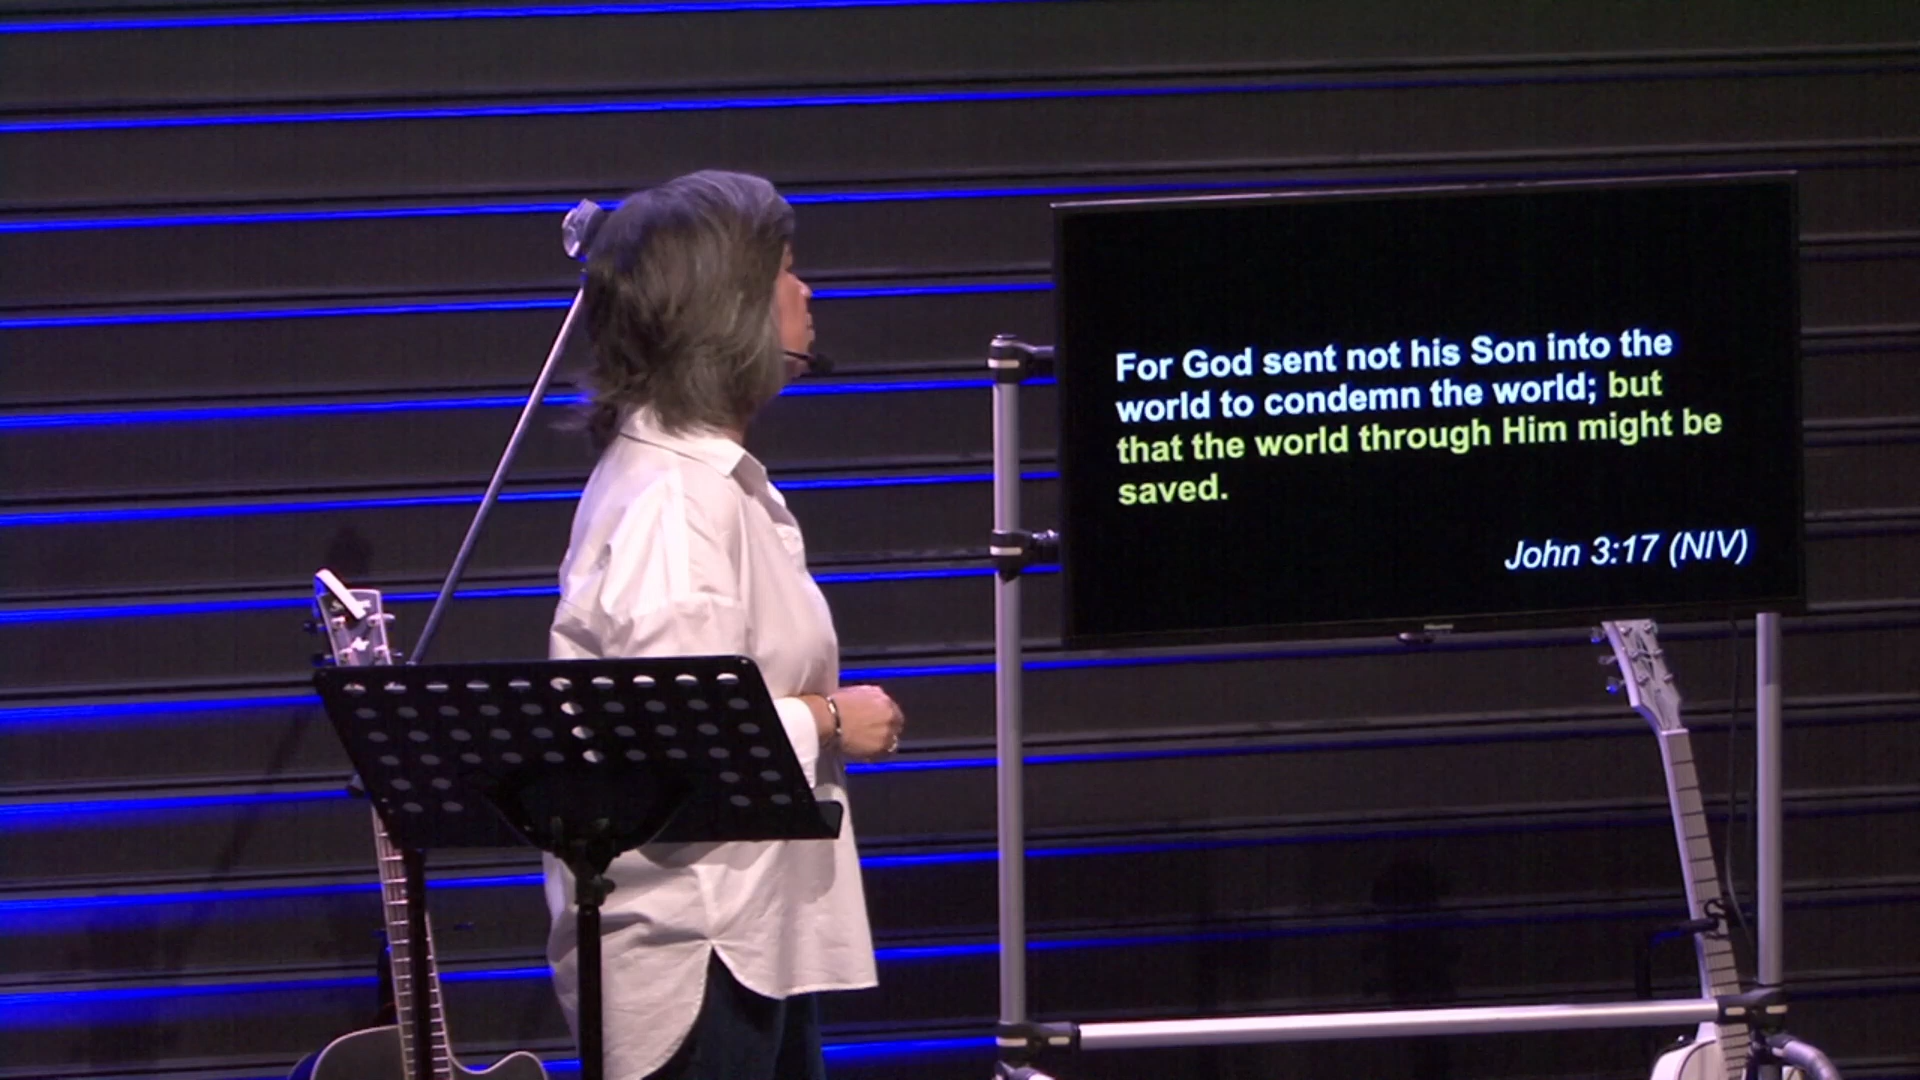 For God sent not his Son into the
world to condemn the world; but
that the world through Him might be
saved.
John 3:17 (NIV)